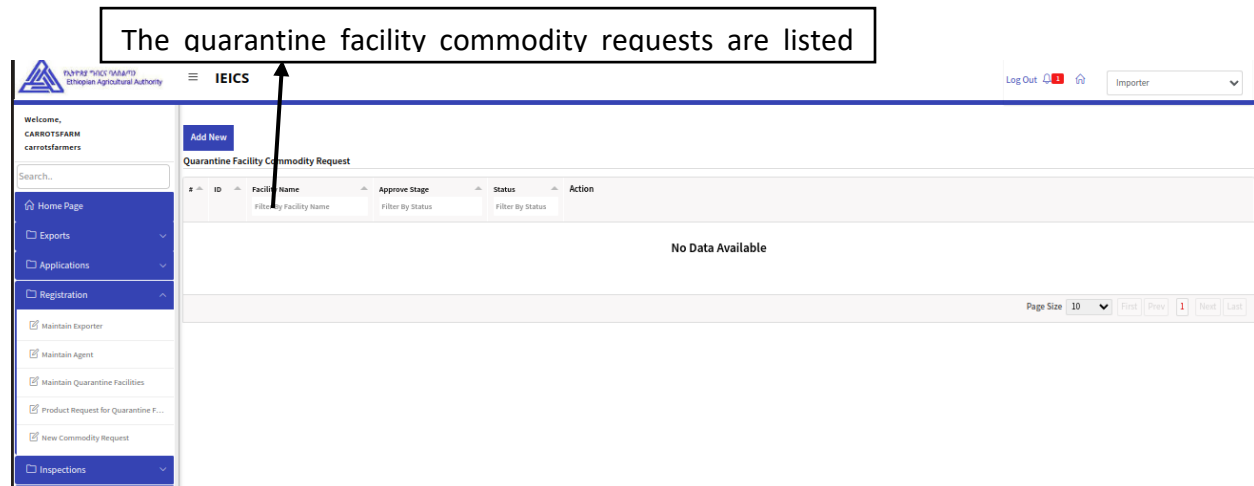 The quarantine facility commodity requests are listed
Ethiopian Agricultural Authority
IEICS
Log Out 1 Importer
Welcome,
CARROTSFARM
carrotsfarmers
Search..
Home Page
Exports
Applications
Registration
Maintain Exporter
Maintain Agent
Maintain Quarantine Facilities
Product Request for Quarantine F...
New Commodity Request
Inspections
Add New
Quarantine Facility Commodity Request
# ID Facility Name Approve Stage Status Action
Filter By Facility Name Filter By Status Filter By Status
No Data Available
Page Size 10 First Prev 1 Next Last